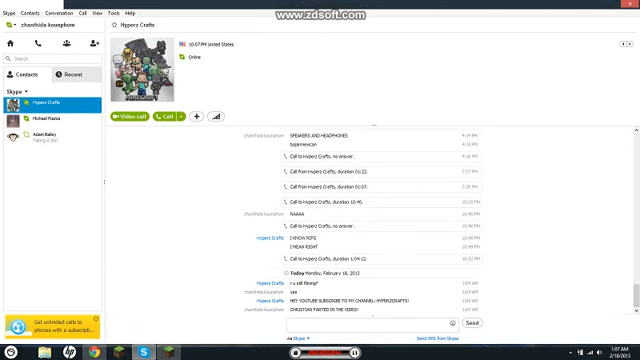 www.zdsoft.com
Skype Contacts Conversation Call View Tools Help
chanthida kounphom
Hyperz Crafts
10:07 PM United States
Online
Search
Contacts Recent
Skype
Video call Call
Hyperz Crafts
Michael Piazza
Adam Bailey
Taking A Shit
chanthida kounphom SPEAKERS AND HEADPHONES 4:14 PM
bojanmexican 4:15 PM
Call to Hyperz Crafts, no answer. 4:16 PM
Call from Hyperz Crafts, duration 01:22. 7:27 PM
Call from Hyperz Crafts, duration 01:07. 7:29 PM
Call to Hyperz Crafts, duration 10:40. 10:35 PM
chanthida kounphom NAAAA 10:46 PM
Call to Hyperz Crafts, no answer. 10:46 PM
Hyperz Crafts I KNOW RITE 10:49 PM
I MEAN RIGHT 10:49 PM
Call to Hyperz Crafts, duration 1:04:12. 10:53 PM
Today Monday, February 18, 2013
Hyperz Crafts r u still filming? 1:04 AM
chanthida kounphom yea 1:04 AM
Hyperz Crafts HEY YOUTUBE SUBSCRIBE TO MY CHANNEL: HYPERZCRAFTS! 1:05 AM
chanthida kounphom CHRISTIAN FARTED IN THE VIDEO!
Send
via Skype Send SMS from Skype
Get unlimited calls to
phones with a subscripti...
1:07 AM
2/18/2013